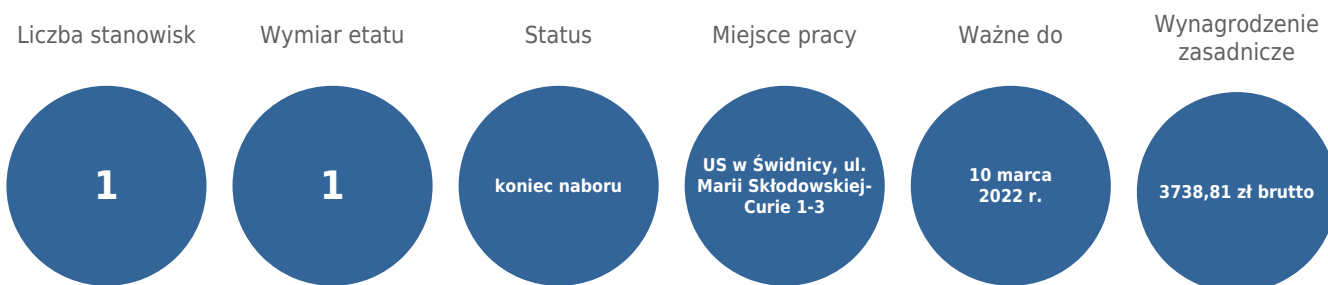 Liczba stanowisk
Wymiar etatu
Status
Miejsce pracy
Ważne do
Wynagrodzenie
zasadnicze
1
1
koniec naboru
US w Świdnicy, ul.
Marii Skłodowskiej-
Curie 1-3
10 marca
2022 r.
3738,81 zł brutto